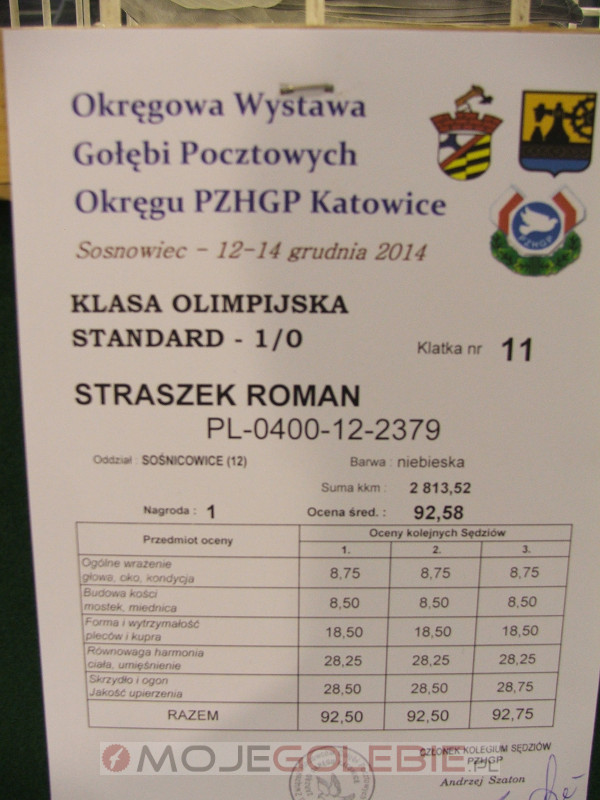 Okręgowa Wystawa
Gołębi Pocztowych
Okręgu PZHGP Katowice
Sosnowiec - 12-14 grudnia 2014
PZHGP
KLASA OLIMPIJSKA
STANDARD - 1/0
Klatka nr 11
STRASZEK ROMAN
PL-0400-12-2379
Oddział : SOŚNICOWICE (12)
Barwa : niebieska
Suma kkm : 2 813,52
Nagroda : 1
Ocena śred. : 92,58
Przedmiot oceny
Oceny kolejnych Sędziów
1. 2. 3.
Ogólne wrażenie
głowa, oko, kondycja
8,75 8,75 8,75
Budowa kości
mostek, miednica
8,50 8,50 8,50
Forma i wytrzymałość
pleców i kupra
18,50 18,50 18,50
Równowaga harmonia
ciała, umięśnienie
28,25 28,25 28,25
Skrzydło i ogon
Jakość upierzenia
28,50 28,50 28,75
RAZEM 92,50 92,50 92,75
CZŁONEK KOLEGIUM SĘDZIÓW
PZHGP
Andrzej Szaton
MOJEGOLEBIE.PL